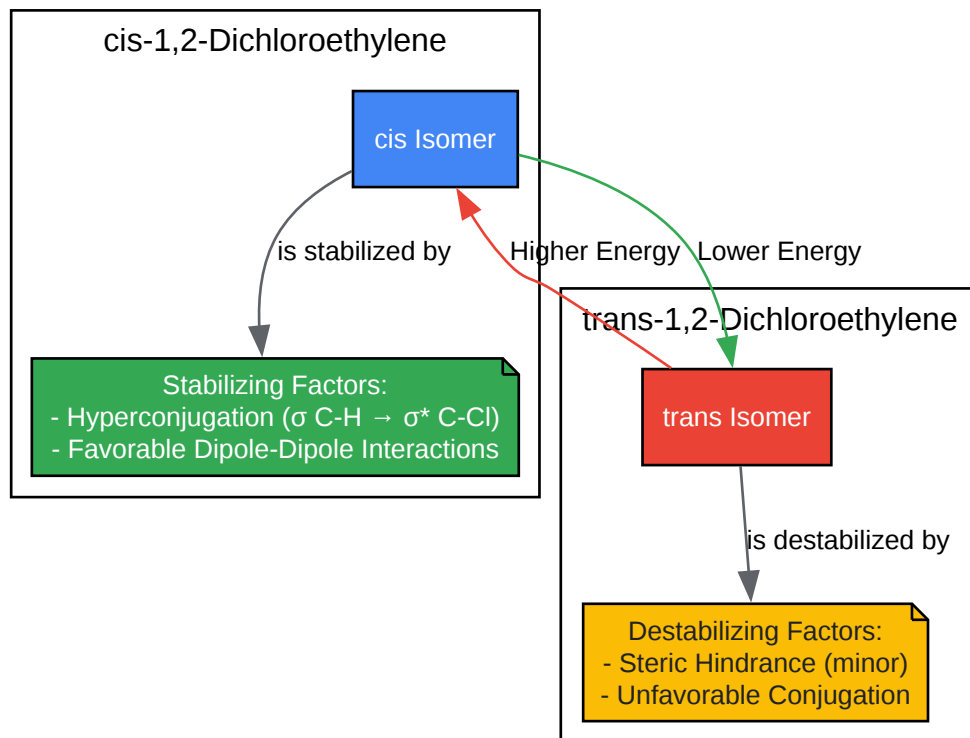 cis-1,2-Dichloroethylene
cis Isomer
is stabilized by
Higher Energy
Lower Energy
trans-1,2-Dichloroethylene
Stabilizing Factors:
- Hyperconjugation (σ C-H → σ* C-Cl)
- Favorable Dipole-Dipole Interactions
trans Isomer
is destabilized by
Destabilizing Factors:
- Steric Hindrance (minor)
- Unfavorable Conjugation